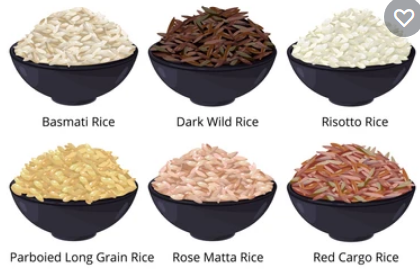 Basmati Rice
Dark Wild Rice
Risotto Rice
Parboied Long Grain Rice
Rose Matta Rice
Red Cargo Rice